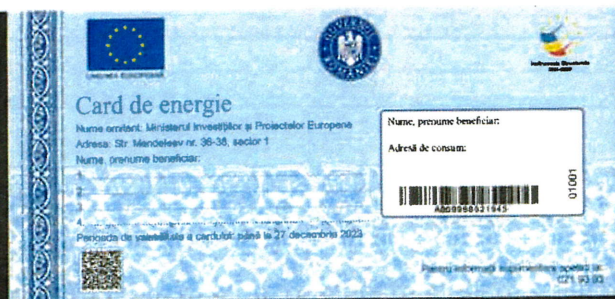 UNIUNEA EUROPEANĂ
GUVERNUL ROMÂNIEI
Instrumente Structurale
Card de energie
Nume emitent: Ministerul Investițiilor și Proiectelor Europene
Adresa: Str. Mendeleev nr. 36-38, sector 1
Nume, prenume beneficiar:
1.
2.
3.
4.
Perioada de valabilitate a cardului: până la 27 decembrie 2023
Nume, prenume beneficiar:
Adresă de consum:
01001
Pentru informații suplimentare apelați la:
021.93.93